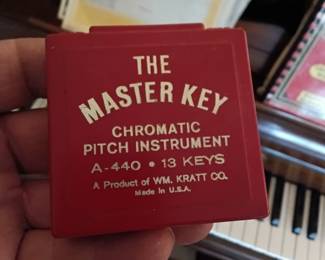 THE
MASTER KEY
CHROMATIC
PITCH INSTRUMENT
A-440 • 13 KEYS
A Product of WM. KRATT CO.
Made in U.S.A.